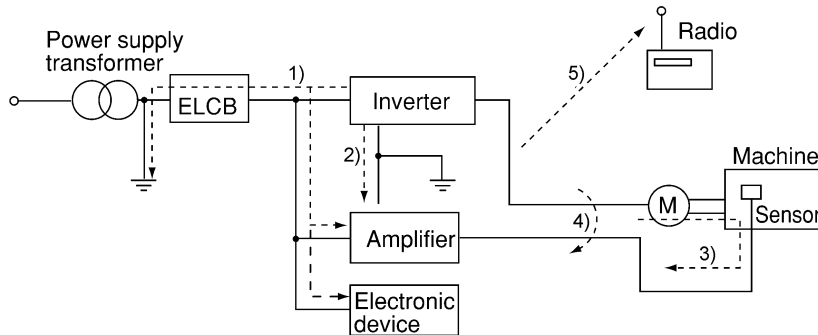 Power supply
transformer
ELCB
1)
Inverter
2)
5)
Radio
Machine
M
Sensor
4)
3)
Amplifier
Electronic
device